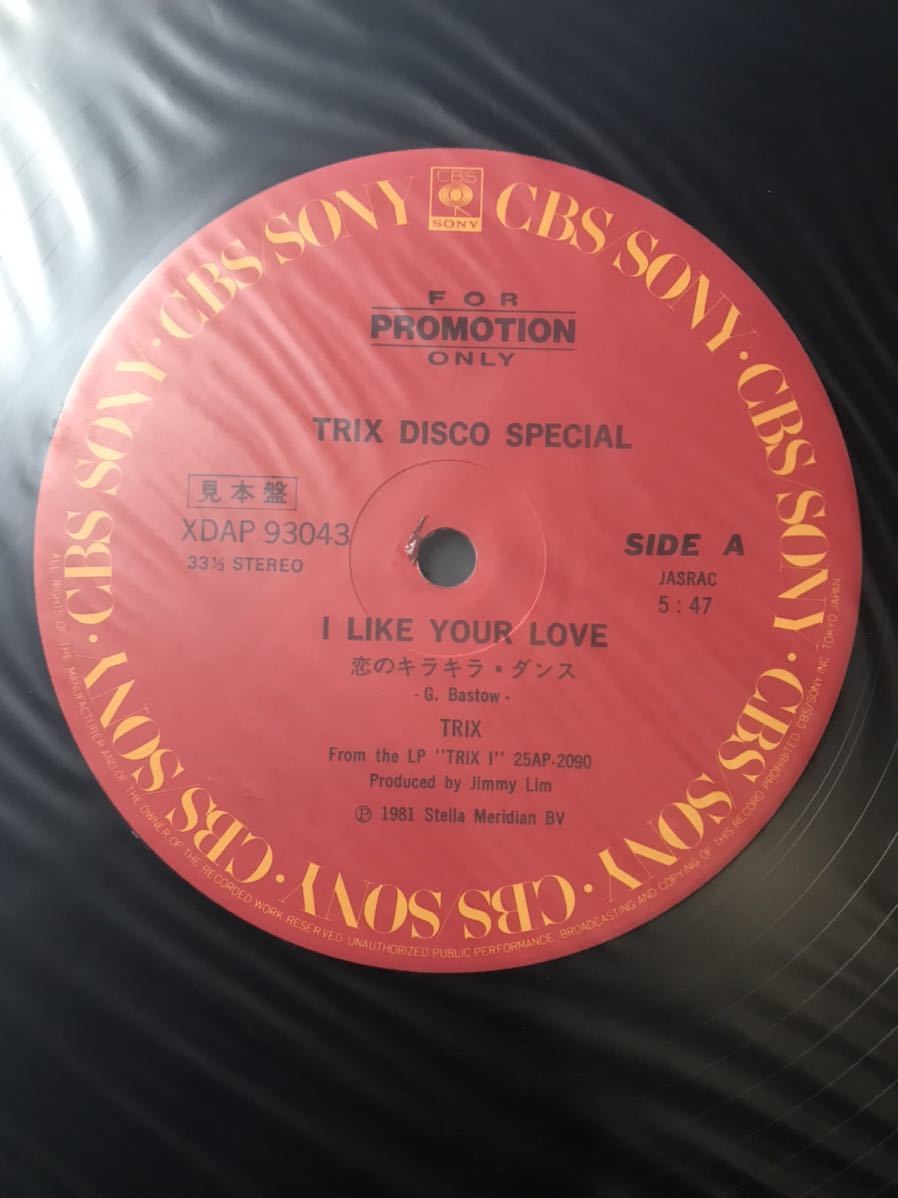 CBS
SONY
CBS/SONY · CBS/SONY · CBS/SONY · CBS/SONY · CBS/SONY · CBS/SONY · CBS/SONY · CBS/SONY
FOR
PROMOTION
ONLY
TRIX DISCO SPECIAL
見本盤
XDAP 93043
33⅓ STEREO
SIDE A
JASRAC
5:47
I LIKE YOUR LOVE
恋のキラキラ・ダンス
- G. Bastow -
TRIX
From the LP "TRIX I" 25AP-2090
Produced by Jimmy Lim
Ⓟ 1981 Stella Meridian BV
ALL RIGHTS OF THE MANUFACTURER AND OF THE OWNER OF THE RECORDED WORK RESERVED UNAUTHORIZED PUBLIC PERFORMANCE BROADCASTING AND COPYING OF THIS RECORD PROHIBITED CBS/SONY INC TOKYO JAPAN